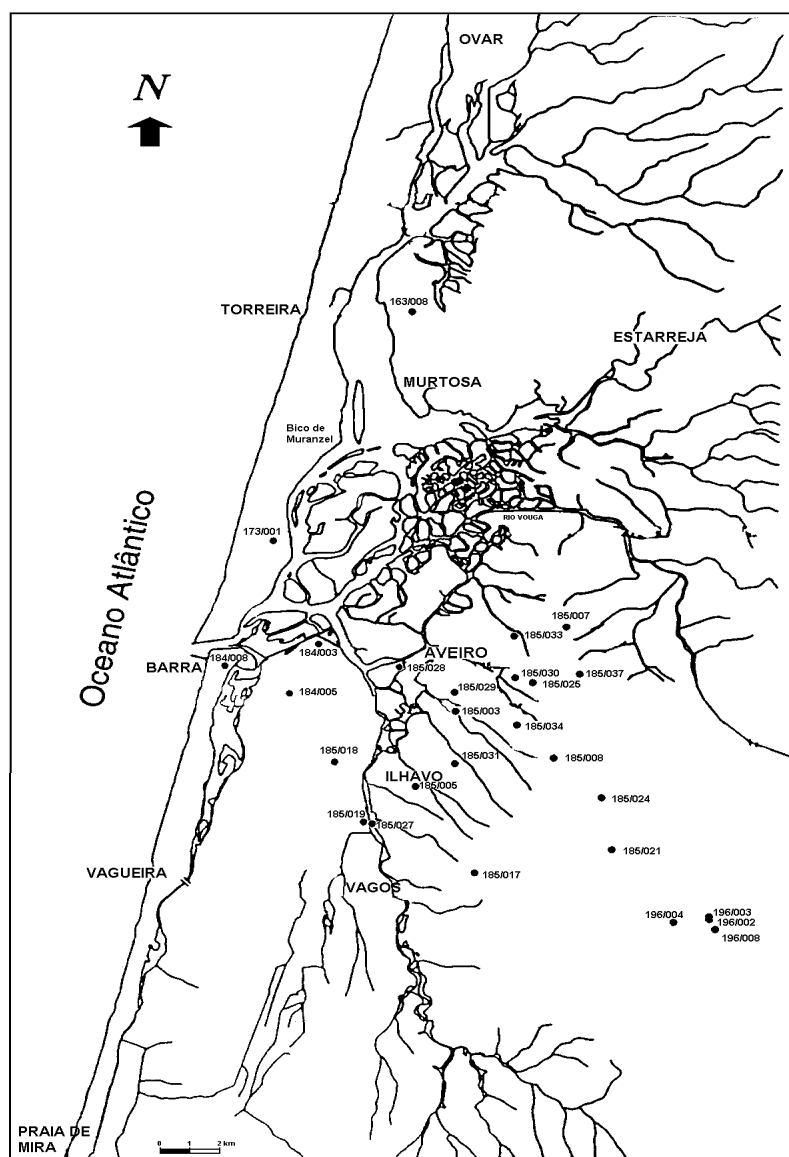 OVAR
N
163/008
TORREIRA
ESTARREJA
MURTOSA
Bico de
Muranzel
RIO VOUGA
173/001
Oceano Atlântico
185/007
185/033
184/003
AVEIRO
BARRA
184/008
185/028
185/030
185/037
185/025
184/005
185/029
185/003
185/034
185/018
185/031
185/008
ILHAVO
185/005
185/024
185/019
185/027
185/021
VAGUEIRA
185/017
VAGOS
196/004
196/003
196/002
196/008
PRAIA DE
MIRA
0 1 2 km